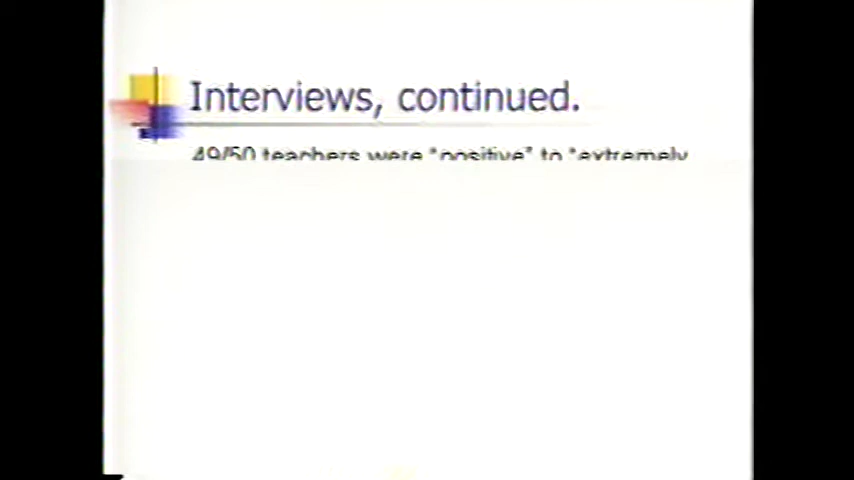 Interviews, continued.
49/50 teachers were "positive" to "extremely